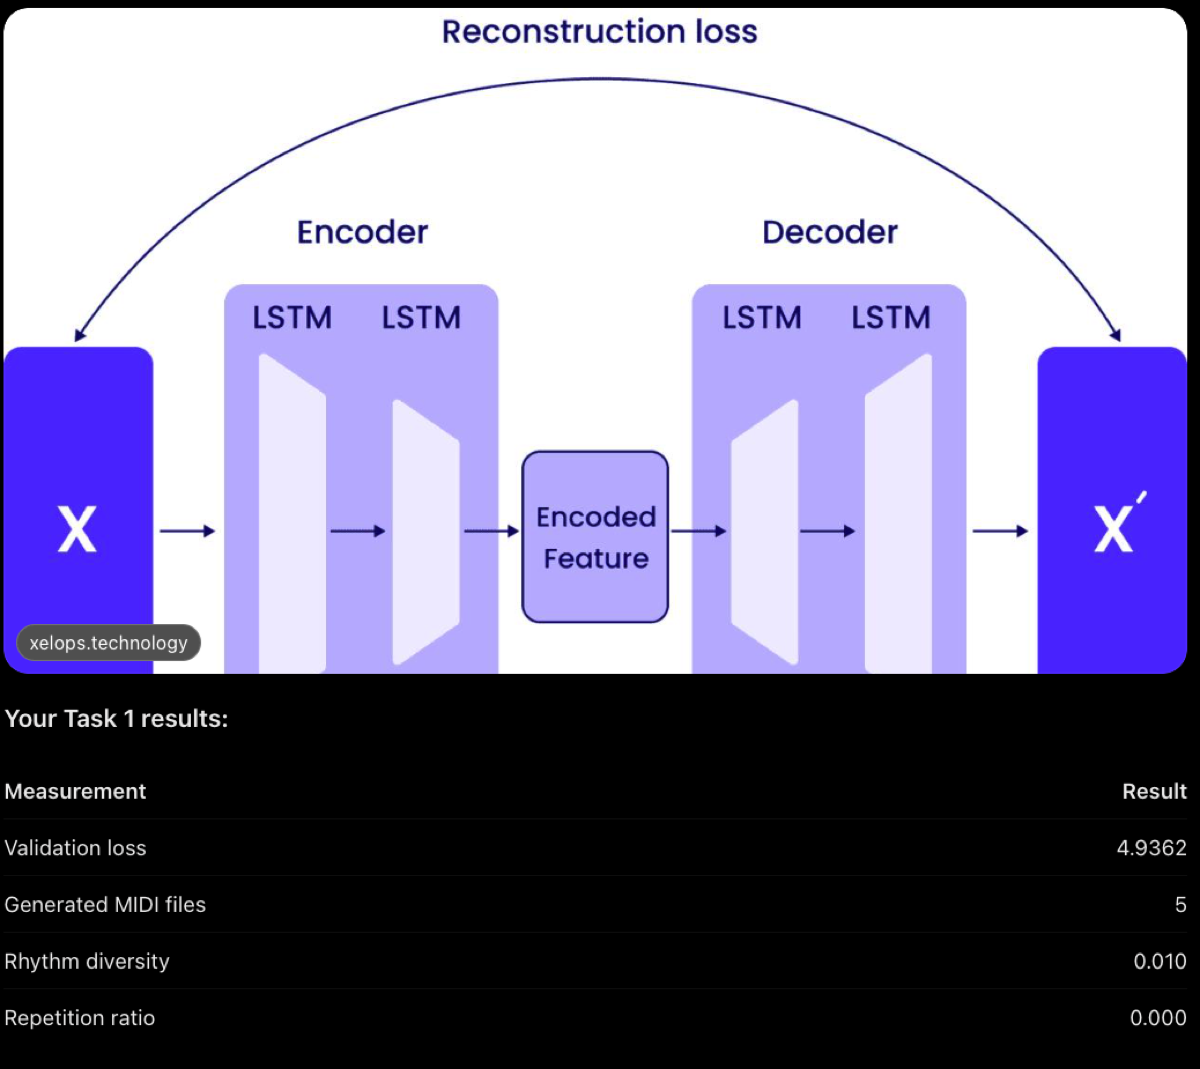 Reconstruction loss
Encoder
Decoder
LSTM LSTM
LSTM LSTM
X
Encoded
Feature
X′
xelops.technology
Your Task 1 results:
Measurement Result
Validation loss 4.9362
Generated MIDI files 5
Rhythm diversity 0.010
Repetition ratio 0.000